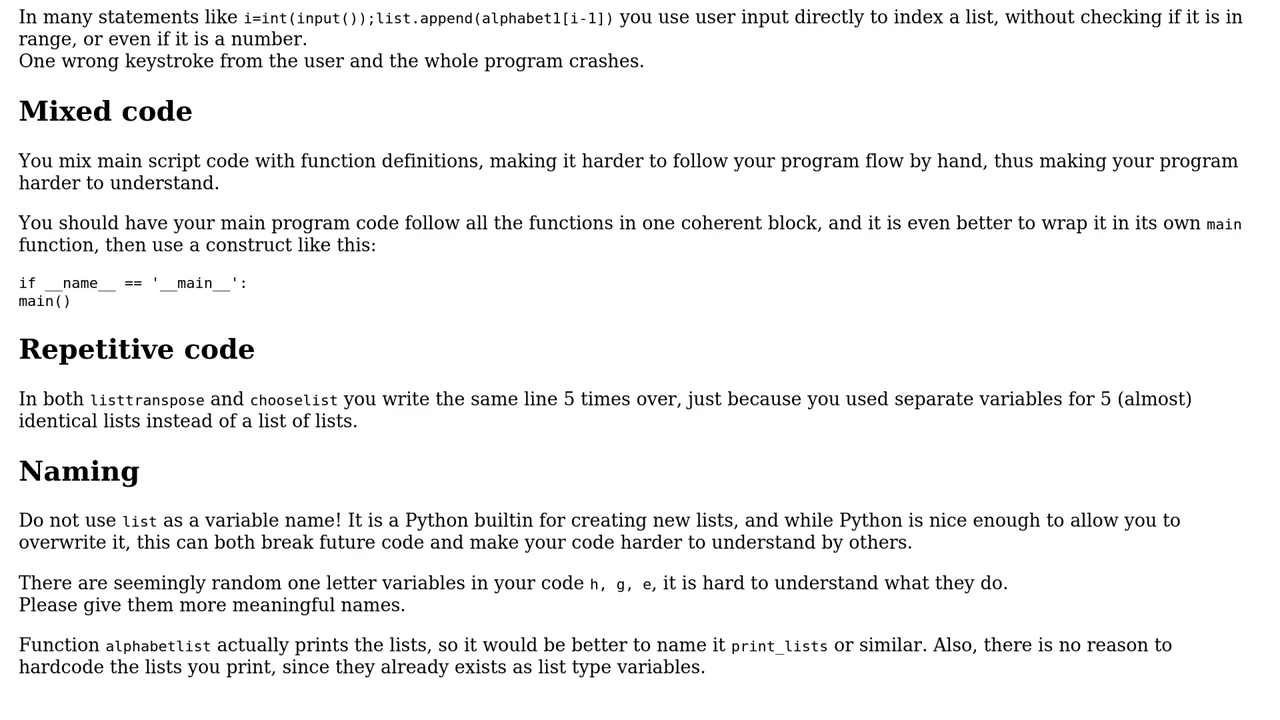 In many statements like i=int(input());list.append(alphabet1[i-1]) you use user input directly to index a list, without checking if it is in
range, or even if it is a number.
One wrong keystroke from the user and the whole program crashes.
Mixed code
You mix main script code with function definitions, making it harder to follow your program flow by hand, thus making your program
harder to understand.
You should have your main program code follow all the functions in one coherent block, and it is even better to wrap it in its own main
function, then use a construct like this:
if __name__ == '__main__':
main()
Repetitive code
In both listtranspose and chooselist you write the same line 5 times over, just because you used separate variables for 5 (almost)
identical lists instead of a list of lists.
Naming
Do not use list as a variable name! It is a Python builtin for creating new lists, and while Python is nice enough to allow you to
overwrite it, this can both break future code and make your code harder to understand by others.
There are seemingly random one letter variables in your code h, g, e, it is hard to understand what they do.
Please give them more meaningful names.
Function alphabetlist actually prints the lists, so it would be better to name it print_lists or similar. Also, there is no reason to
hardcode the lists you print, since they already exists as list type variables.